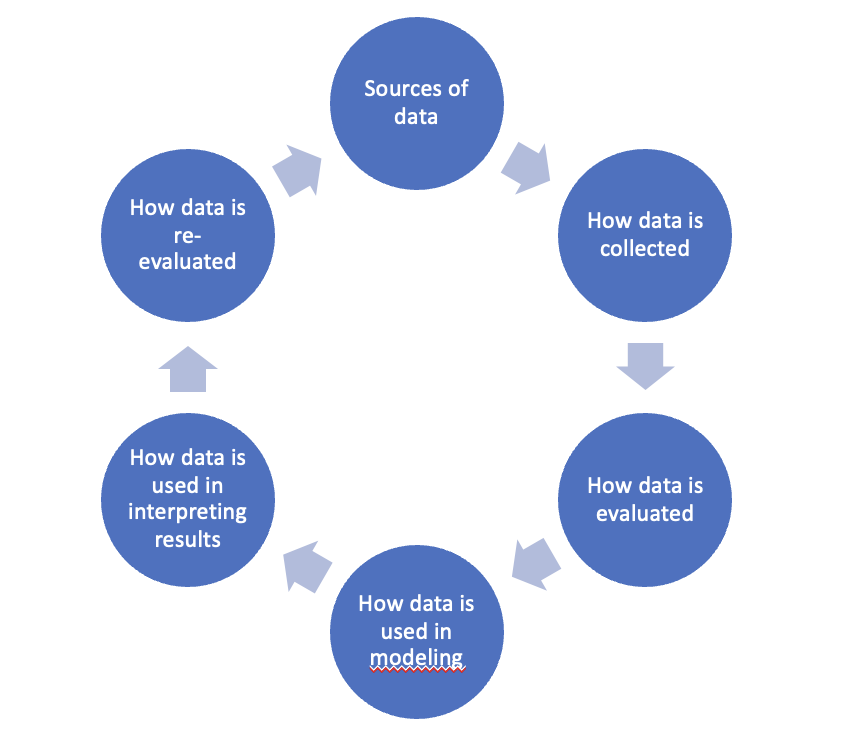 Sources of
data
How data is
collected
How data is
evaluated
How data is
used in
modeling
How data is
used in
interpreting
results
How data is
re-
evaluated